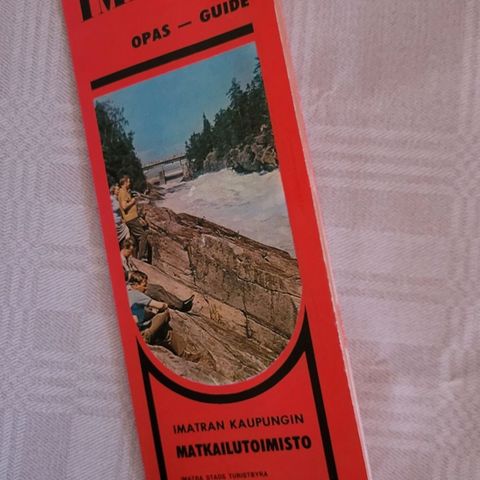 OPAS — GUIDE
IMATRAN KAUPUNGIN
MATKAILUTOIMISTO
IMATRA STADS TURISTBYRÅ